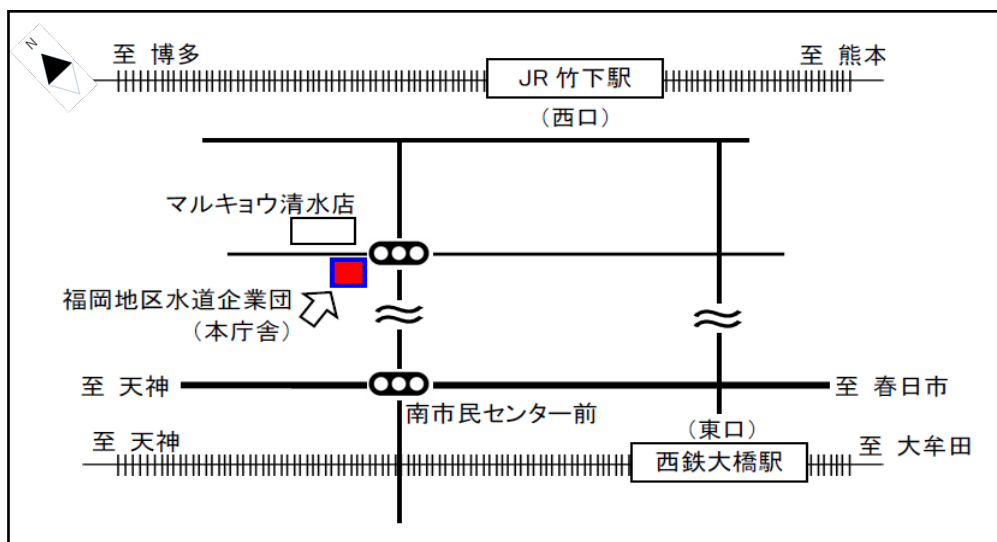 N
至 博多
JR 竹下駅
至 熊本
(西口)
マルキョウ清水店
福岡地区水道企業団
(本庁舎)
至 天神
至 春日市
南市民センター前
至 天神
(東口)
西鉄大橋駅
至 大牟田